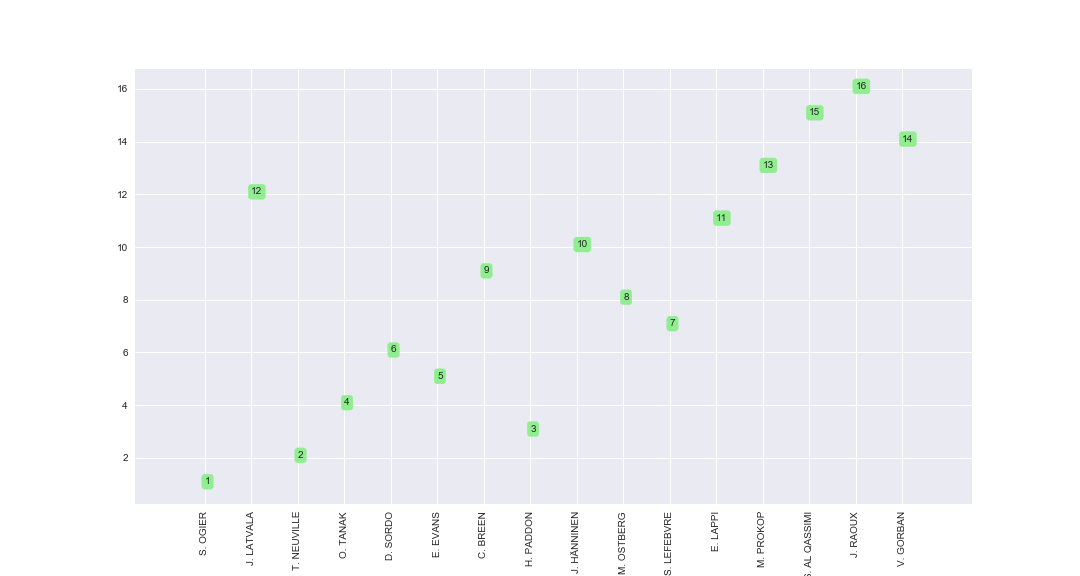 16
14
12
10
8
6
4
2
1
12
2
4
6
5
9
3
10
8
7
11
13
15
16
14
S. OGIER
J. LATVALA
T. NEUVILLE
O. TANAK
D. SORDO
E. EVANS
C. BREEN
H. PADDON
J. HÄNNINEN
M. OSTBERG
S. LEFEBVRE
E. LAPPI
M. PROKOP
AL QASSIMI
J. RAOUX
V. GORBAN